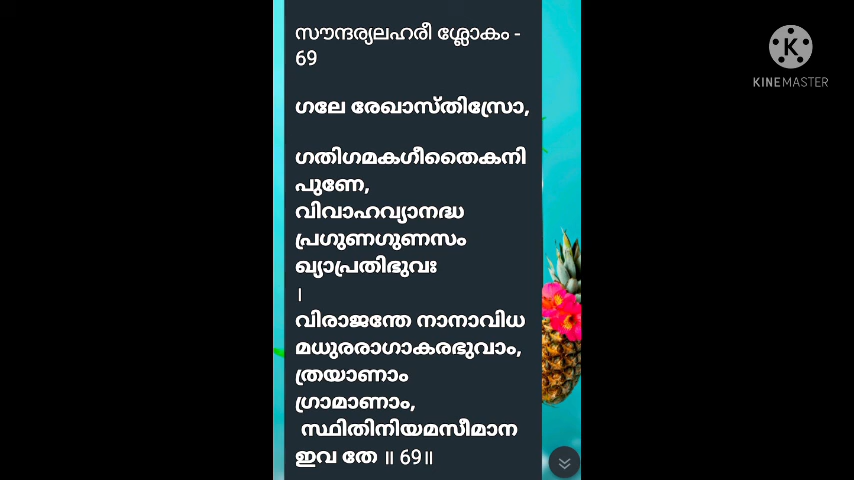 സൗന്ദര്യലഹരീ ശ്ലോകം -
69
ഗലേ രേഖാസ്തിസ്രോ,
ഗതിഗമകഗീതൈകനി
പുണേ,
വിവാഹവ്യാനദ്ധ
പ്രഗുണഗുണസം
ഖ്യാപ്രതിഭുവഃ
।
വിരാജന്തേ നാനാവിധ
മധുരരാഗാകരഭുവാം,
ത്രയാണാം
ഗ്രാമാണാം,
സ്ഥിതിനിയമസീമാന
ഇവ തേ ॥ 69॥
K
KINEMASTER